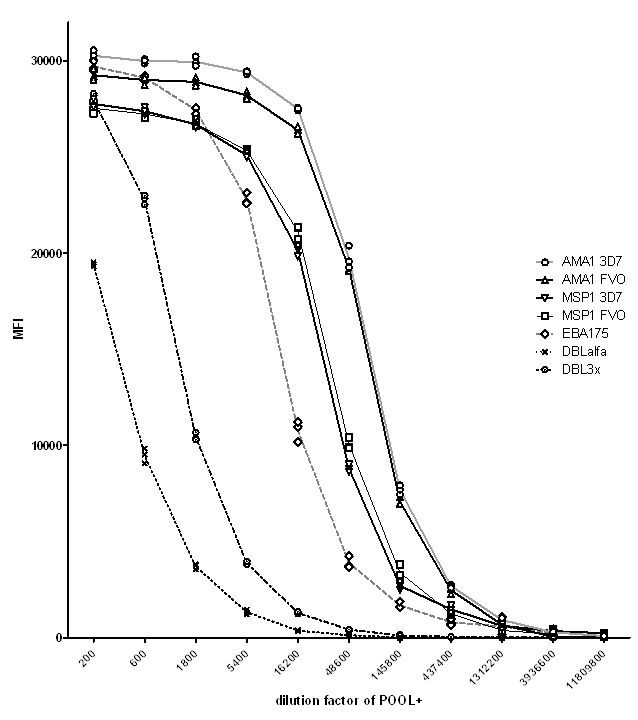 30000
20000
10000
0
MFI
AMA1 3D7
AMA1 FVO
MSP1 3D7
MSP1 FVO
EBA175
DBLalfa
DBL3x
200
600
1800
5400
16200
48600
145800
437400
1312200
3936600
11809800
dilution factor of POOL+